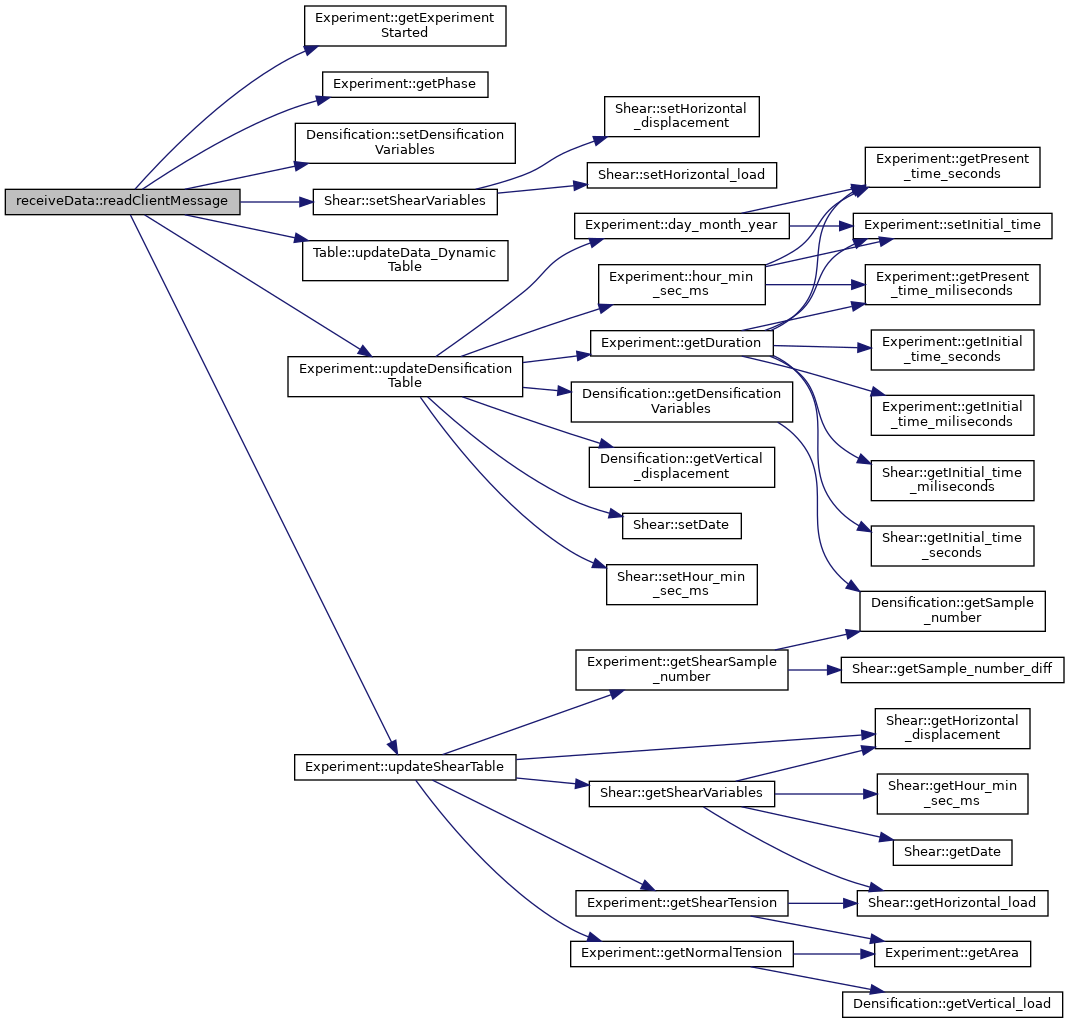 Experiment::getExperiment
Started
Experiment::getPhase
Densification::setDensification
Variables
receiveData::readClientMessage
Shear::setShearVariables
Table::updateData_Dynamic
Table
Experiment::updateDensification
Table
Experiment::updateShearTable
Shear::setHorizontal
_displacement
Shear::setHorizontal_load
Experiment::day_month_year
Experiment::hour_min
_sec_ms
Experiment::getDuration
Densification::getDensification
Variables
Densification::getVertical
_displacement
Shear::setDate
Shear::setHour_min
_sec_ms
Experiment::getShearSample
_number
Shear::getShearVariables
Experiment::getShearTension
Experiment::getNormalTension
Experiment::getPresent
_time_seconds
Experiment::setInitial_time
Experiment::getPresent
_time_miliseconds
Experiment::getInitial
_time_seconds
Experiment::getInitial
_time_miliseconds
Shear::getInitial_time
_miliseconds
Shear::getInitial_time
_seconds
Densification::getSample
_number
Shear::getSample_number_diff
Shear::getHorizontal
_displacement
Shear::getHour_min
_sec_ms
Shear::getDate
Shear::getHorizontal_load
Experiment::getArea
Densification::getVertical_load